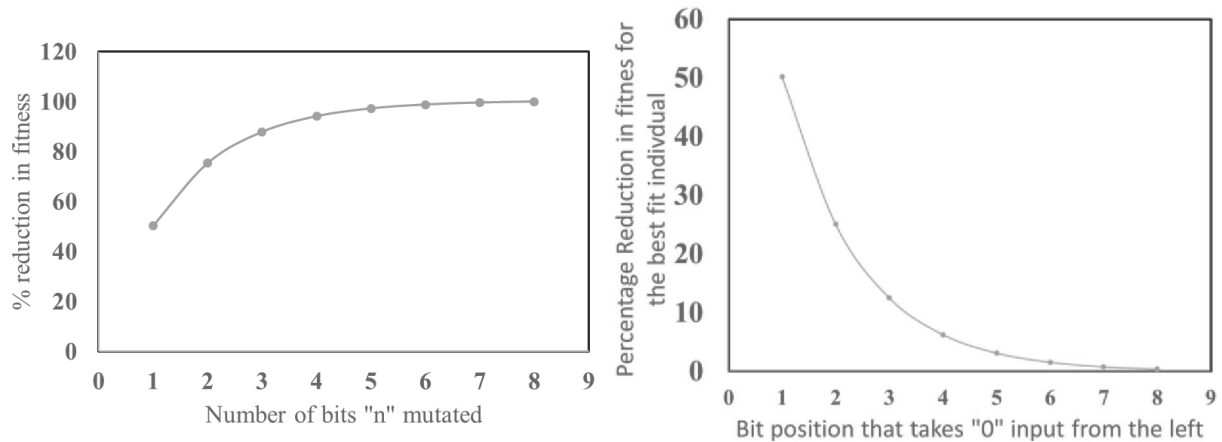 120
100
80
60
40
20
0
0 1 2 3 4 5 6 7 8 9
% reduction in fitness
Number of bits "n" mutated
60
50
40
30
20
10
0
0 1 2 3 4 5 6 7 8 9
Percentage Reduction in fitnes for
the best fit indivdual
Bit position that takes "0" input from the left